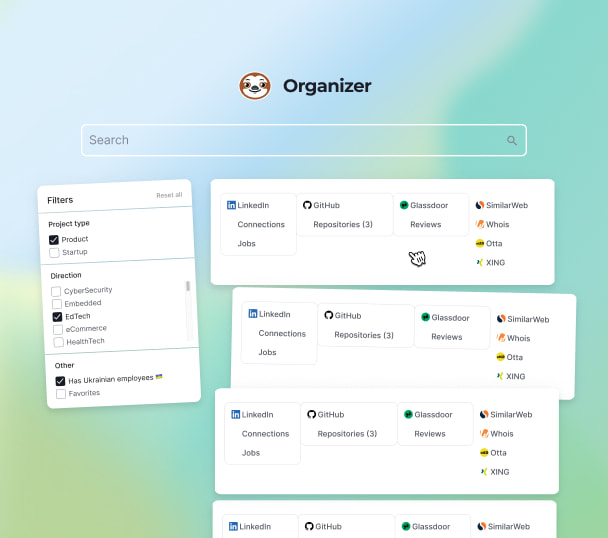 Organizer
Search
Filters
Reset all
Project type
Product
Startup
Direction
CyberSecurity
Embedded
EdTech
eCommerce
HealthTech
Other
Has Ukrainian employees 🇺🇦
Favorites
LinkedIn GitHub Glassdoor SimilarWeb
Connections Repositories (3) Reviews Whois
Jobs Otta
XING
LinkedIn GitHub Glassdoor SimilarWeb
Connections Repositories (3) Reviews Whois
Jobs Otta
XING
LinkedIn GitHub Glassdoor SimilarWeb
Connections Repositories (3) Reviews Whois
Jobs Otta
XING
LinkedIn GitHub Glassdoor SimilarWeb